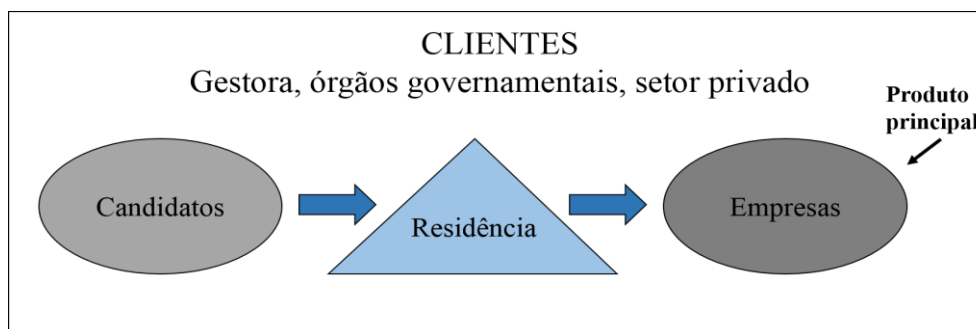 CLIENTES
Gestora, órgãos governamentais, setor privado
Produto
principal
Candidatos
Residência
Empresas